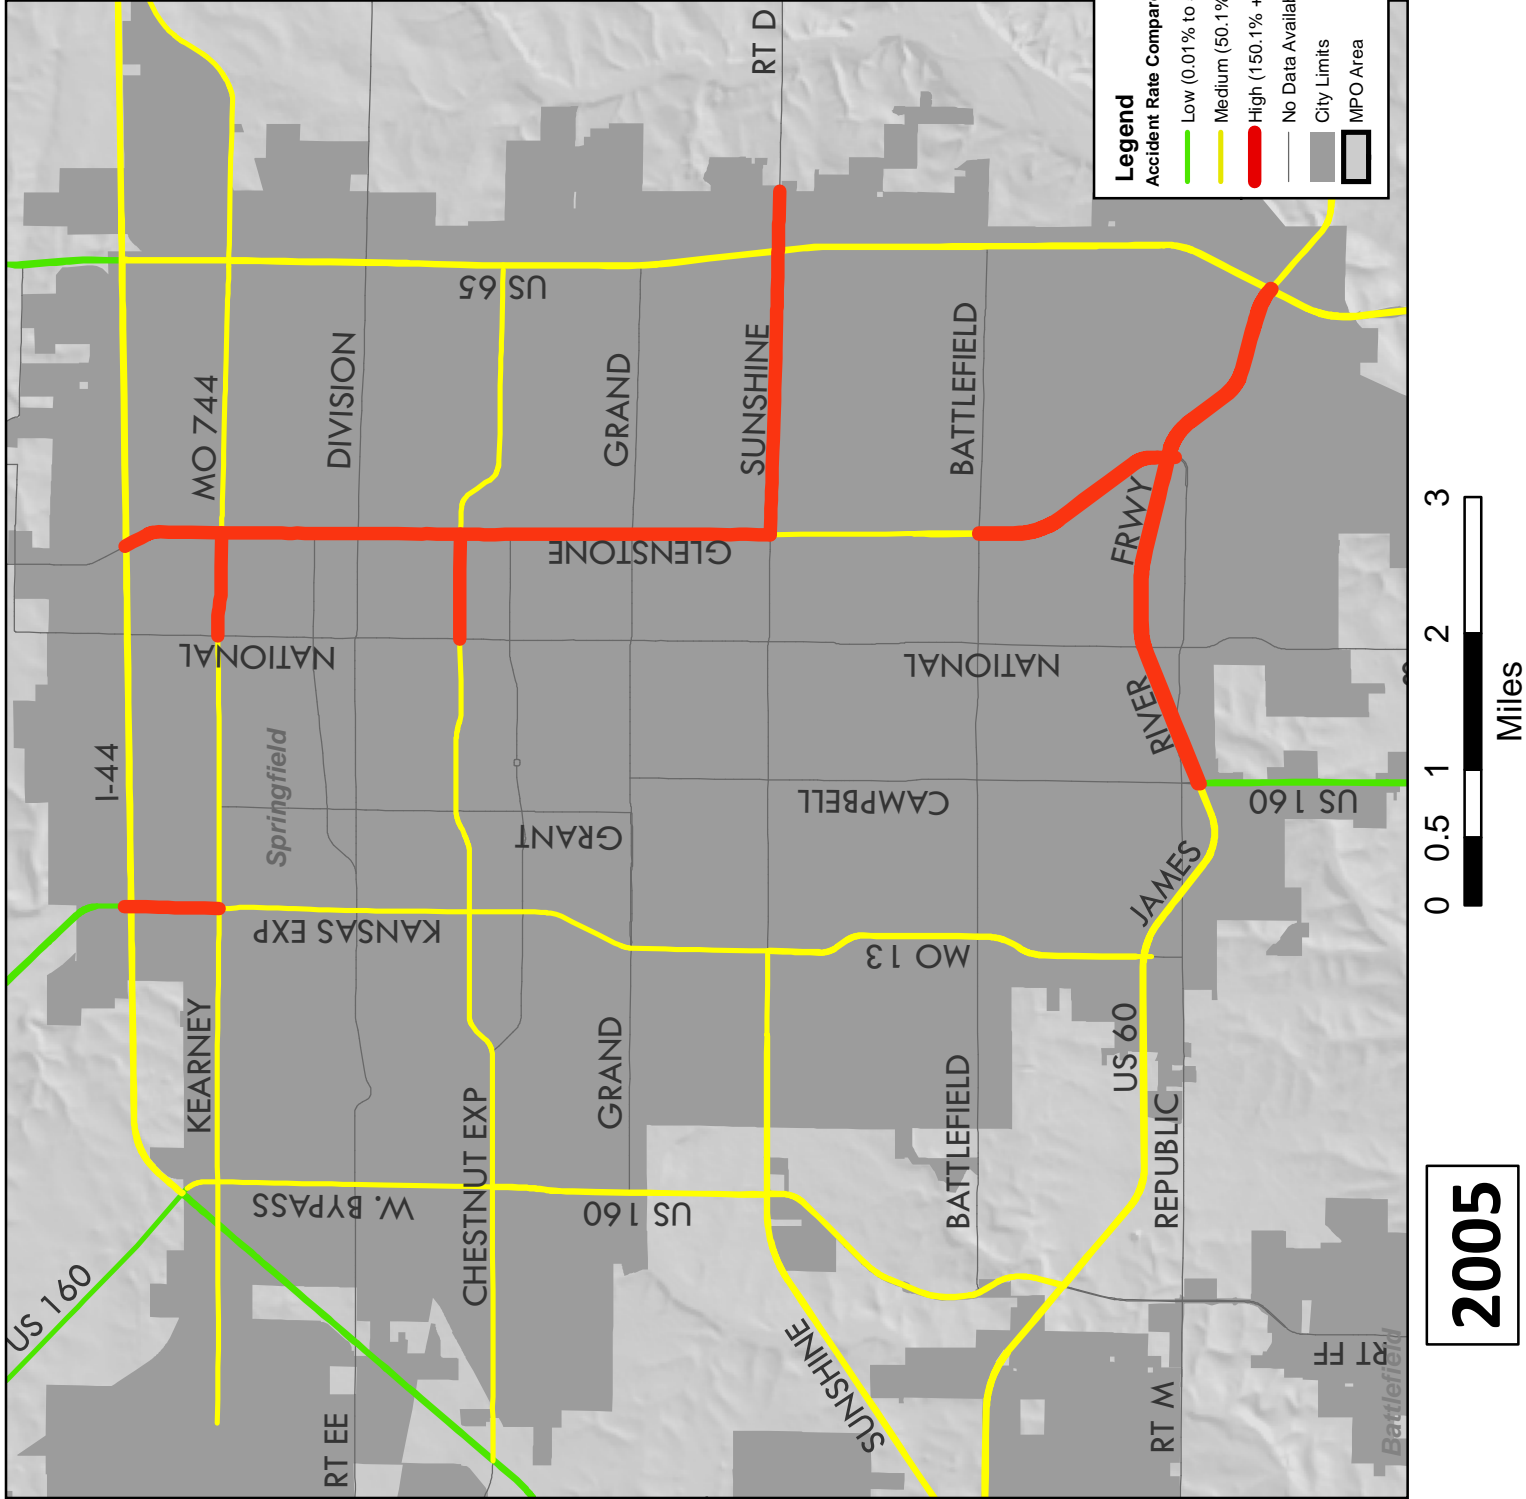 RT D
Legend
Accident Rate Compar
Low (0.01% to
Medium (50.1%
High (150.1% +
No Data Availa
City Limits
MPO Area
US 65
MO 744
DIVISION
GRAND
SUNSHINE
BATTLEFIELD
GLENSTONE
FRWY
NATIONAL
NATIONAL
RIVER
I-44
Springfield
GRANT
CAMPBELL
US 160
JAMES
KANSAS EXP
MO 13
KEARNEY
GRAND
US 60
CHESTNUT EXP
BATTLEFIELD
REPUBLIC
W. BYPASS
US 160
US 160
SUNSHINE
RT FF
RT EE
RT M
Battlefield
0 0.5 1 2 3
Miles
2005